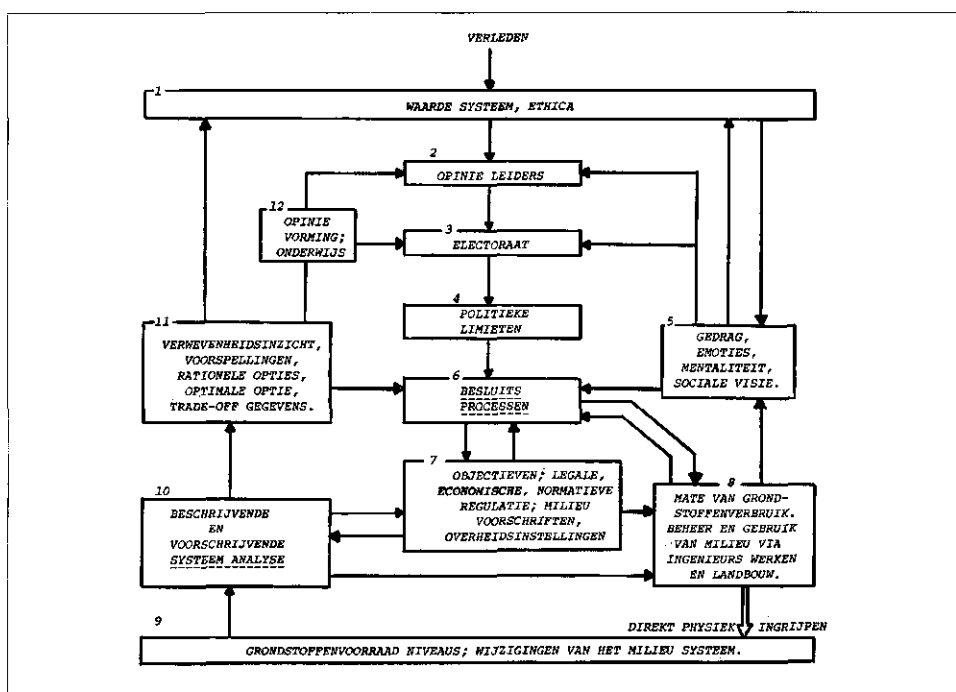 VERLEDEN
1
WAARDE SYSTEEM, ETHICA
2
OPINIE LEIDERS
12
OPINIE
VORMING;
ONDERWIJS
3
ELECTORAAT
4
POLITIEKE
LIMIETEN
11
VERWEVENHEIDSINZICHT,
VOORSPELLINGEN,
RATIONELE OPTIES,
OPTIMALE OPTIE,
TRADE-OFF GEGEVENS.
5
GEDRAG,
EMOTIES,
MENTALITEIT,
SOCIALE VISIE.
6
BESLUITS
PROCESSEN
7
OBJECTIEVEN; LEGALE,
ECONOMISCHE, NORMATIEVE
REGULATIE; MILIEU
VOORSCHRIFTEN,
OVERHEIDSINSTELLINGEN
10
BESCHRIJVENDE
EN
VOORSCHRIJVENDE
SYSTEEM ANALYSE
8
MATE VAN GROND-
STOFFENVERBUIK.
BEHEER EN GEBRUIK
VAN MILIEU VIA
INGENIEURS WERKEN
EN LANDBOUW.
9
DIREKT PHYSIEK INGRIJPEN
GRONDSTOFFENVOORRAAD NIVEAUS; WIJZIGINGEN VAN HET MILIEU SYSTEEM.